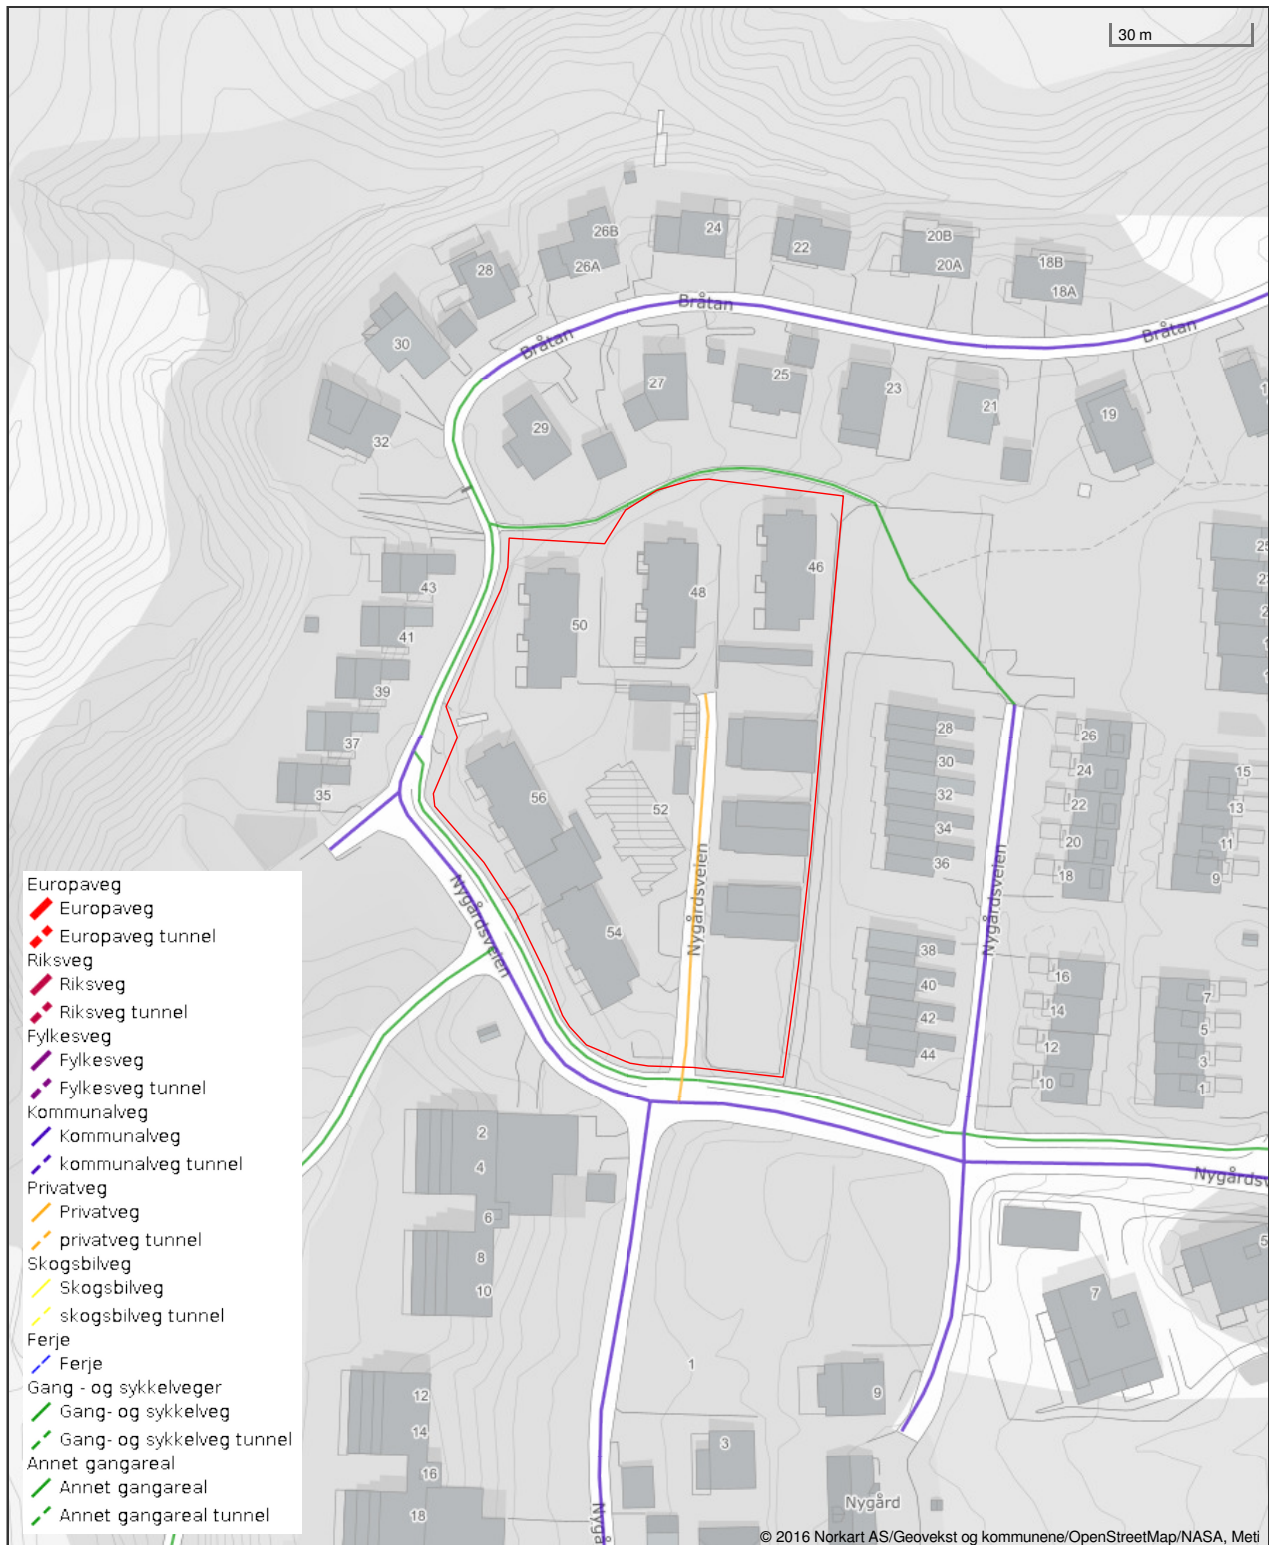 30 m
26B
24
20B
22
18B
26A
28
20A
18A
Bråtan
Bråtan
Bråtan
30
25
27
23
21
19
29
32
25
46
43
48
50
41
39
28
26
37
30
24
15
35
56
52
32
22
13
34
20
11
36
18
9
Nygårdsveien
Nygårdsveien
Nygårdsveien
54
38
16
40
14
7
42
5
12
44
3
10
1
Europaveg
Europaveg
Europaveg tunnel
Riksveg
Riksveg
Riksveg tunnel
Fylkesveg
Fylkesveg
Fylkesveg tunnel
Kommunalveg
Kommunalveg
kommunalveg tunnel
Privatveg
Privatveg
privatveg tunnel
Skogsbilveg
Skogsbilveg
skogsbilveg tunnel
Ferje
Ferje
Gang - og sykkelveger
Gang- og sykkelveg
Gang- og sykkelveg tunnel
Annet gangareal
Annet gangareal
Annet gangareal tunnel
2
4
6
8
10
Nygårdsv
5
7
1
12
9
14
3
16
18
Nygård
Nygå
© 2016 Norkart AS/Geovekst og kommunene/OpenStreetMap/NASA, Meti